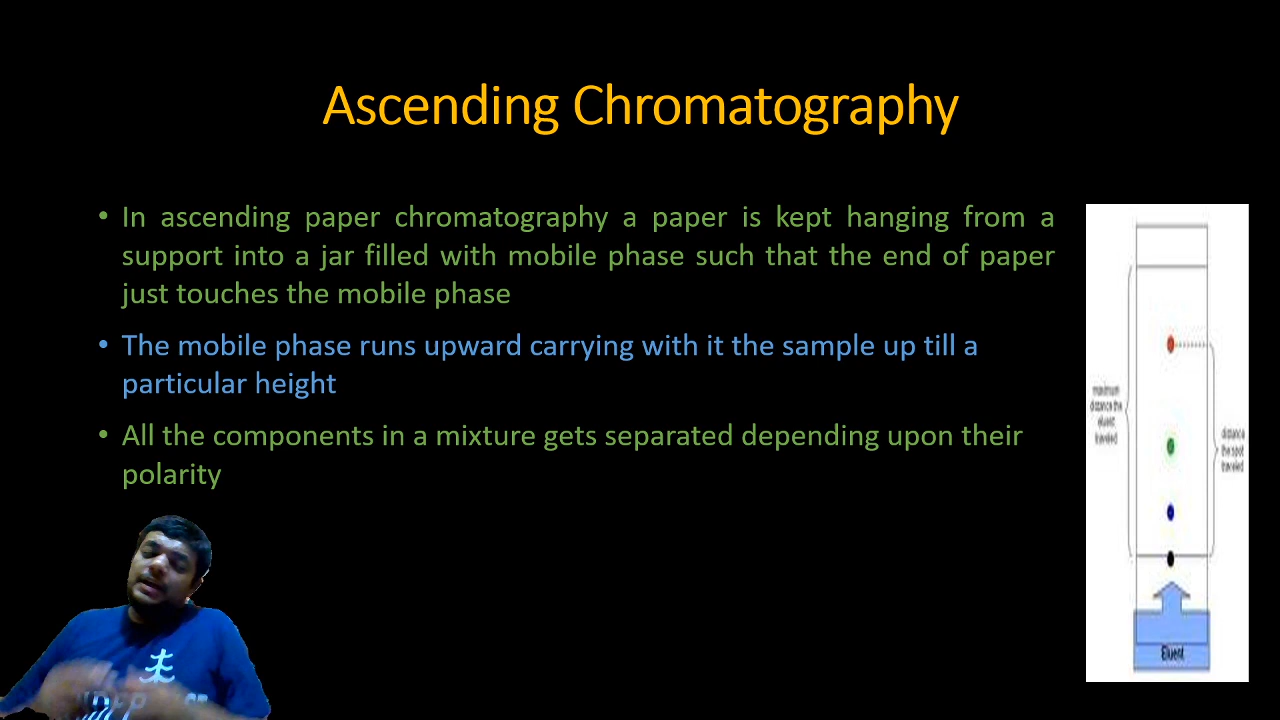 Ascending Chromatography
• In ascending paper chromatography a paper is kept hanging from a
support into a jar filled with mobile phase such that the end of paper
just touches the mobile phase
• The mobile phase runs upward carrying with it the sample up till a
particular height
• All the components in a mixture gets separated depending upon their
polarity
maximum
distance the
eluent
traveled
distance
the spot
traveled
Eluent